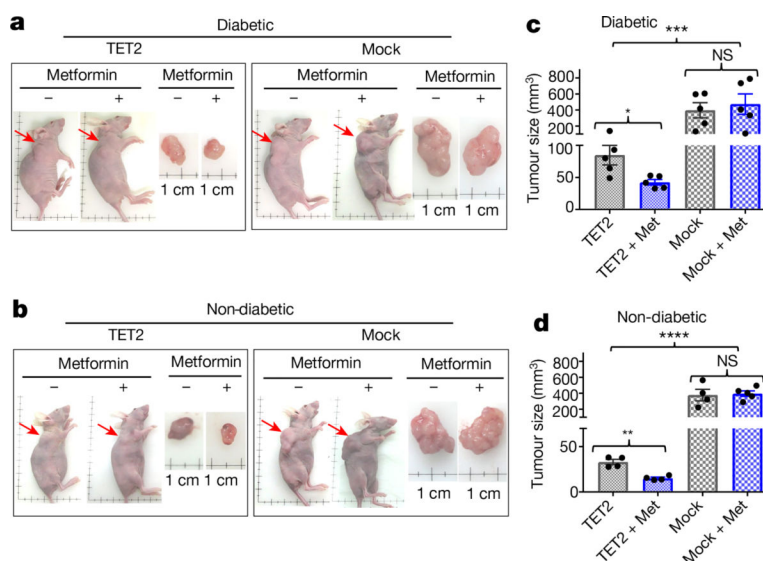 a
Diabetic
TET2 Mock
Metformin Metformin Metformin Metformin
− + − + − + − +
1 cm 1 cm 1 cm 1 cm
b
Non-diabetic
TET2 Mock
Metformin Metformin Metformin Metformin
− + − + − + − +
1 cm 1 cm 1 cm 1 cm
c
Diabetic
***
NS
*
Tumour size (mm³)
800
600
400
200
100
50
0
TET2
TET2 + Met
Mock
Mock + Met
d
Non-diabetic
****
NS
**
Tumour size (mm³)
800
600
400
200
50
0
TET2
TET2 + Met
Mock
Mock + Met